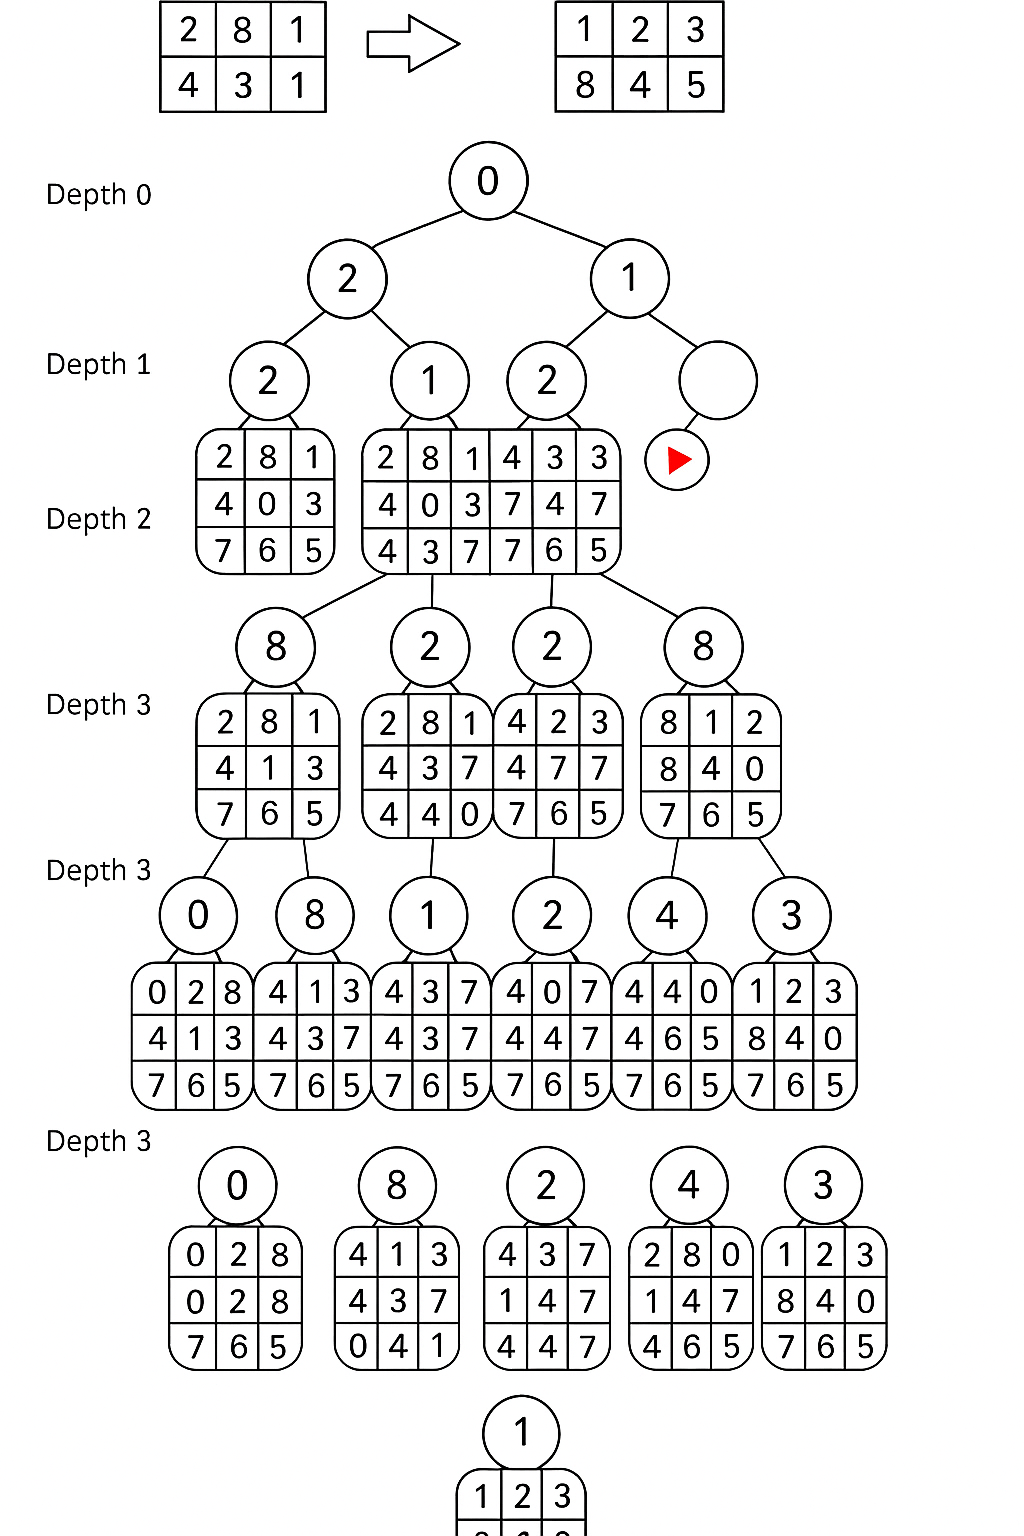 2 8 1 1 2 3
4 3 1 8 4 5
Depth 0
0
2 1
Depth 1
2 1 2
2 8 1 2 8 1 4 3 3
4 0 3 4 0 3 7 4 7
Depth 2
7 6 5 4 3 7 7 6 5
8 2 2 8
Depth 3
2 8 1 2 8 1 4 2 3 8 1 2
4 1 3 4 3 7 4 7 7 8 4 0
7 6 5 4 4 0 7 6 5 7 6 5
Depth 3
0 8 1 2 4 3
0 2 8 4 1 3 4 3 7 4 0 7 4 4 0 1 2 3
4 1 3 4 3 7 4 3 7 4 4 7 4 6 5 8 4 0
7 6 5 7 6 5 7 6 5 7 6 5 7 6 5 7 6 5
Depth 3
0 8 2 4 3
0 2 8 4 1 3 4 3 7 2 8 0 1 2 3
0 2 8 4 3 7 1 4 7 1 4 7 8 4 0
7 6 5 0 4 1 4 4 7 4 6 5 7 6 5
1
1 2 3